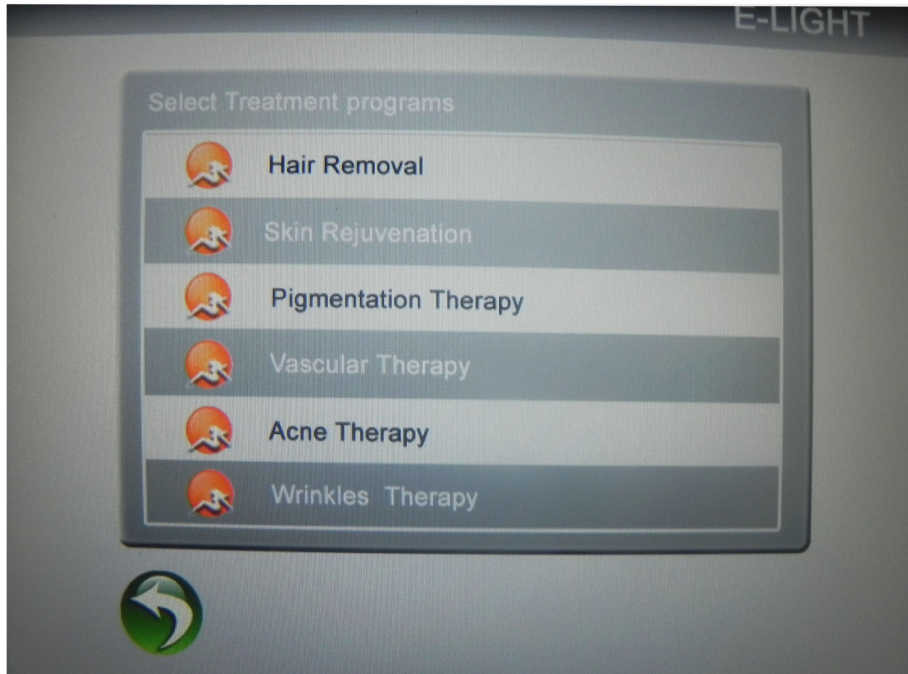 E-LIGHT
Select Treatment programs
Hair Removal
Skin Rejuvenation
Pigmentation Therapy
Vascular Therapy
Acne Therapy
Wrinkles Therapy